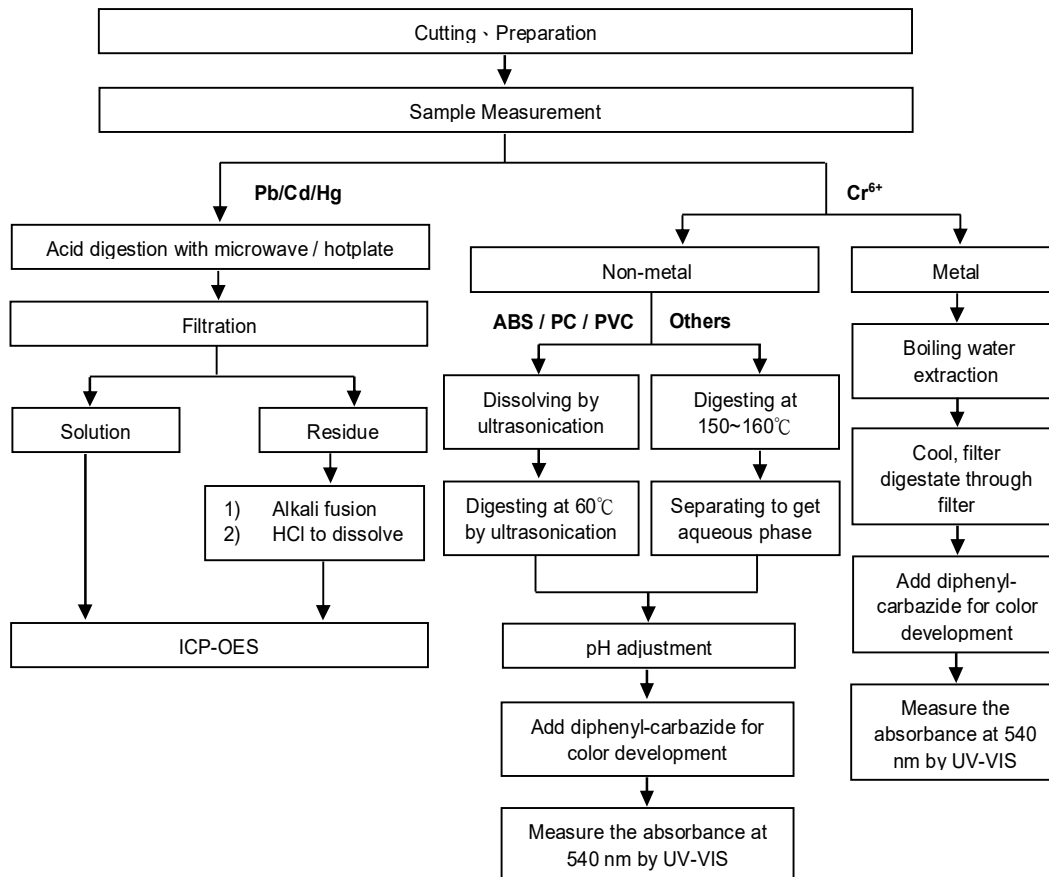 Cutting、Preparation
Sample Measurement
Pb/Cd/Hg
Cr⁶⁺
Acid digestion with microwave / hotplate
Filtration
Solution
Residue
1) Alkali fusion
2) HCl to dissolve
ICP-OES
Non-metal
ABS / PC / PVC
Others
Dissolving by
ultrasonication
Digesting at 60℃
by ultrasonication
Digesting at
150~160℃
Separating to get
aqueous phase
pH adjustment
Add diphenyl-carbazide for
color development
Measure the absorbance at
540 nm by UV-VIS
Metal
Boiling water
extraction
Cool, filter
digestate through
filter
Add diphenyl-
carbazide for color
development
Measure the
absorbance at 540
nm by UV-VIS